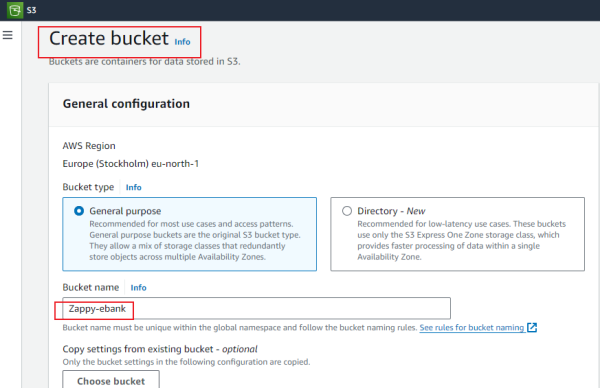 S3
Create bucket Info
Buckets are containers for data stored in S3.
General configuration
AWS Region
Europe (Stockholm) eu-north-1
Bucket type Info
General purpose
Recommended for most use cases and access patterns.
General purpose buckets are the original S3 bucket type.
They allow a mix of storage classes that redundantly
store objects across multiple Availability Zones.
Directory - New
Recommended for low-latency use cases. These buckets
use only the S3 Express One Zone storage class, which
provides faster processing of data within a single
Availability Zone.
Bucket name Info
Zappy-ebank
Bucket name must be unique within the global namespace and follow the bucket naming rules. See rules for bucket naming
Copy settings from existing bucket - optional
Only the bucket settings in the following configuration are copied.
Choose bucket